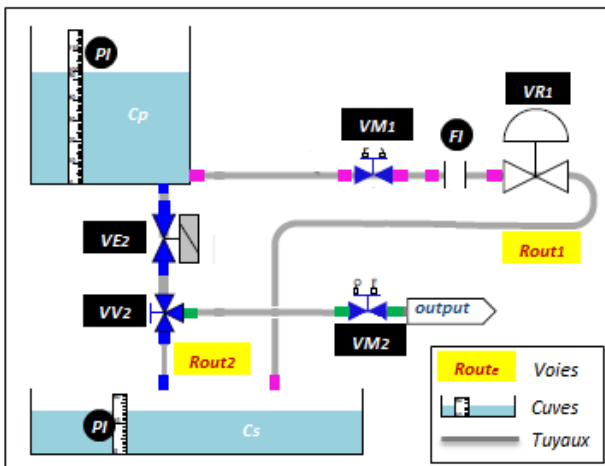 PI
Cp
VM1
FI
VR1
VE2
Rout1
VV2
output
VM2
Rout2
PI
Cs
Route Voies
Cuves
Tuyaux